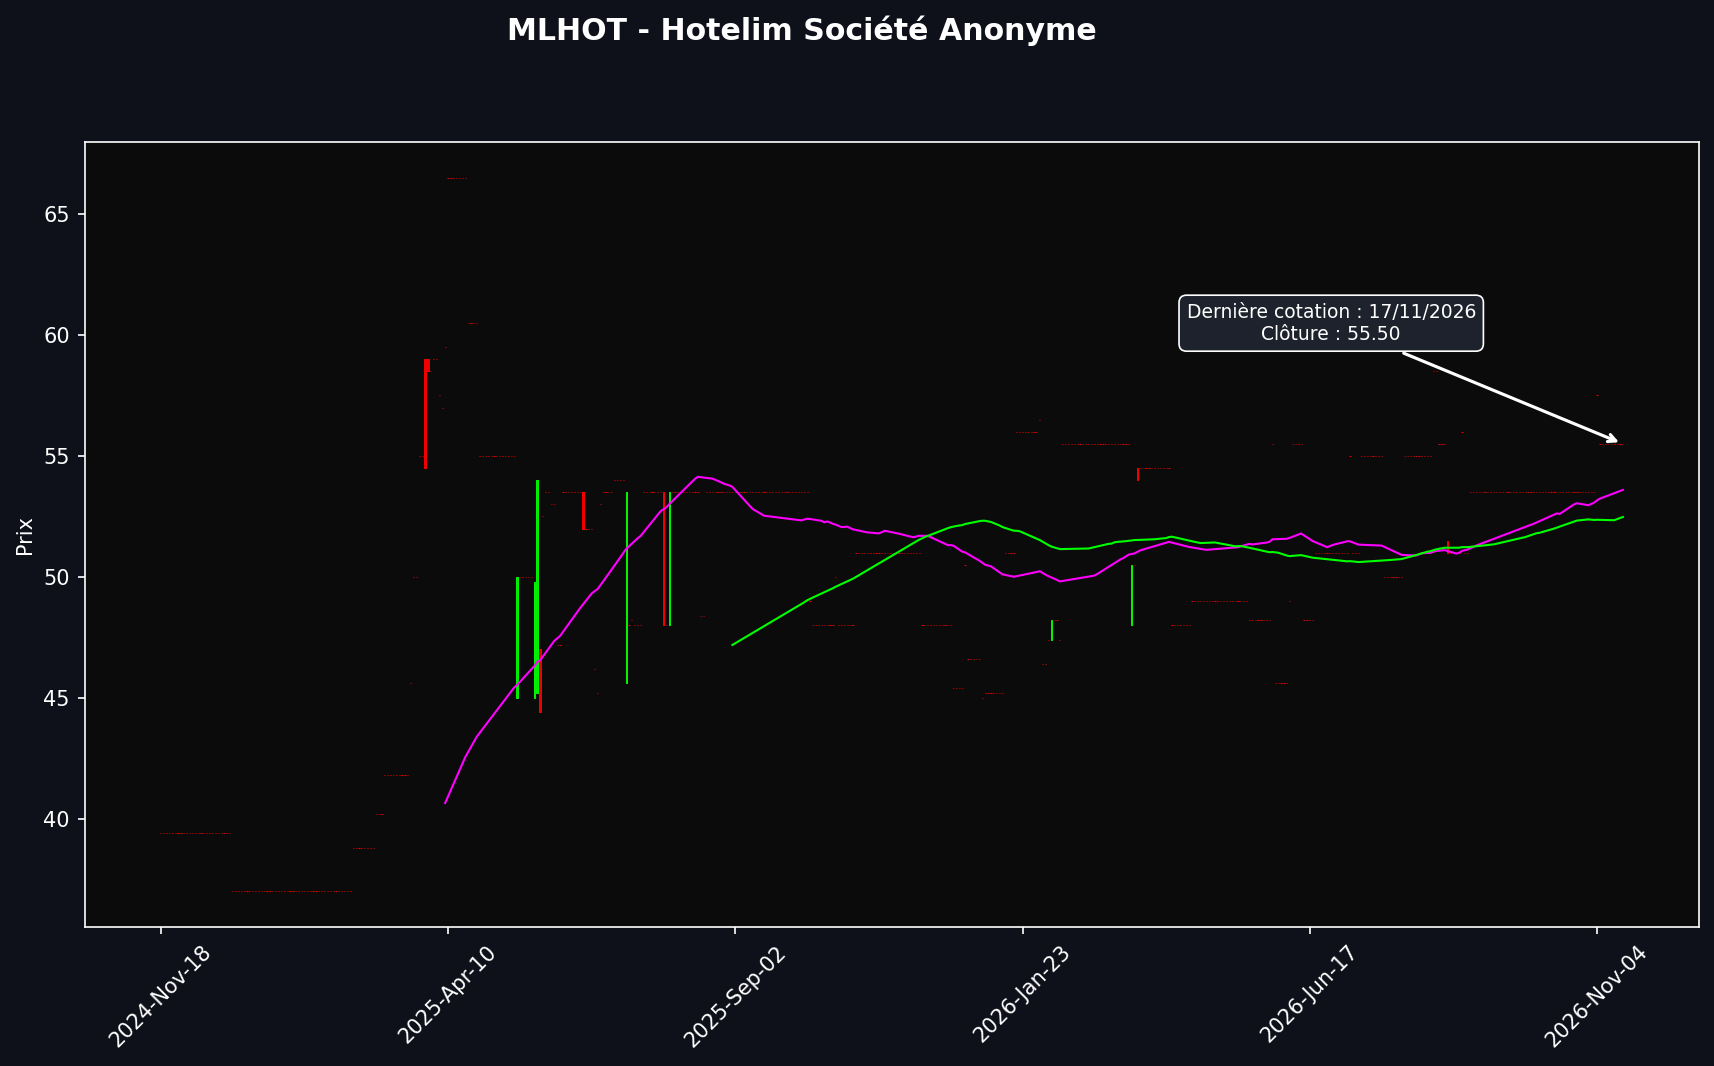 MLHOT - Hotelim Société Anonyme
Dernière cotation : 17/11/2026
Clôture : 55.50
Prix
65
60
55
50
45
40
2024-Nov-18
2025-Apr-10
2025-Sep-02
2026-Jan-23
2026-Jun-17
2026-Nov-04